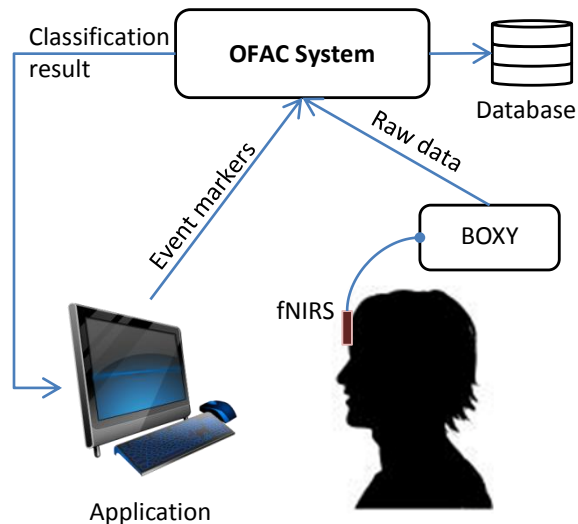 Classification
result
OFAC System
Database
Event markers
Raw data
BOXY
fNIRS
Application